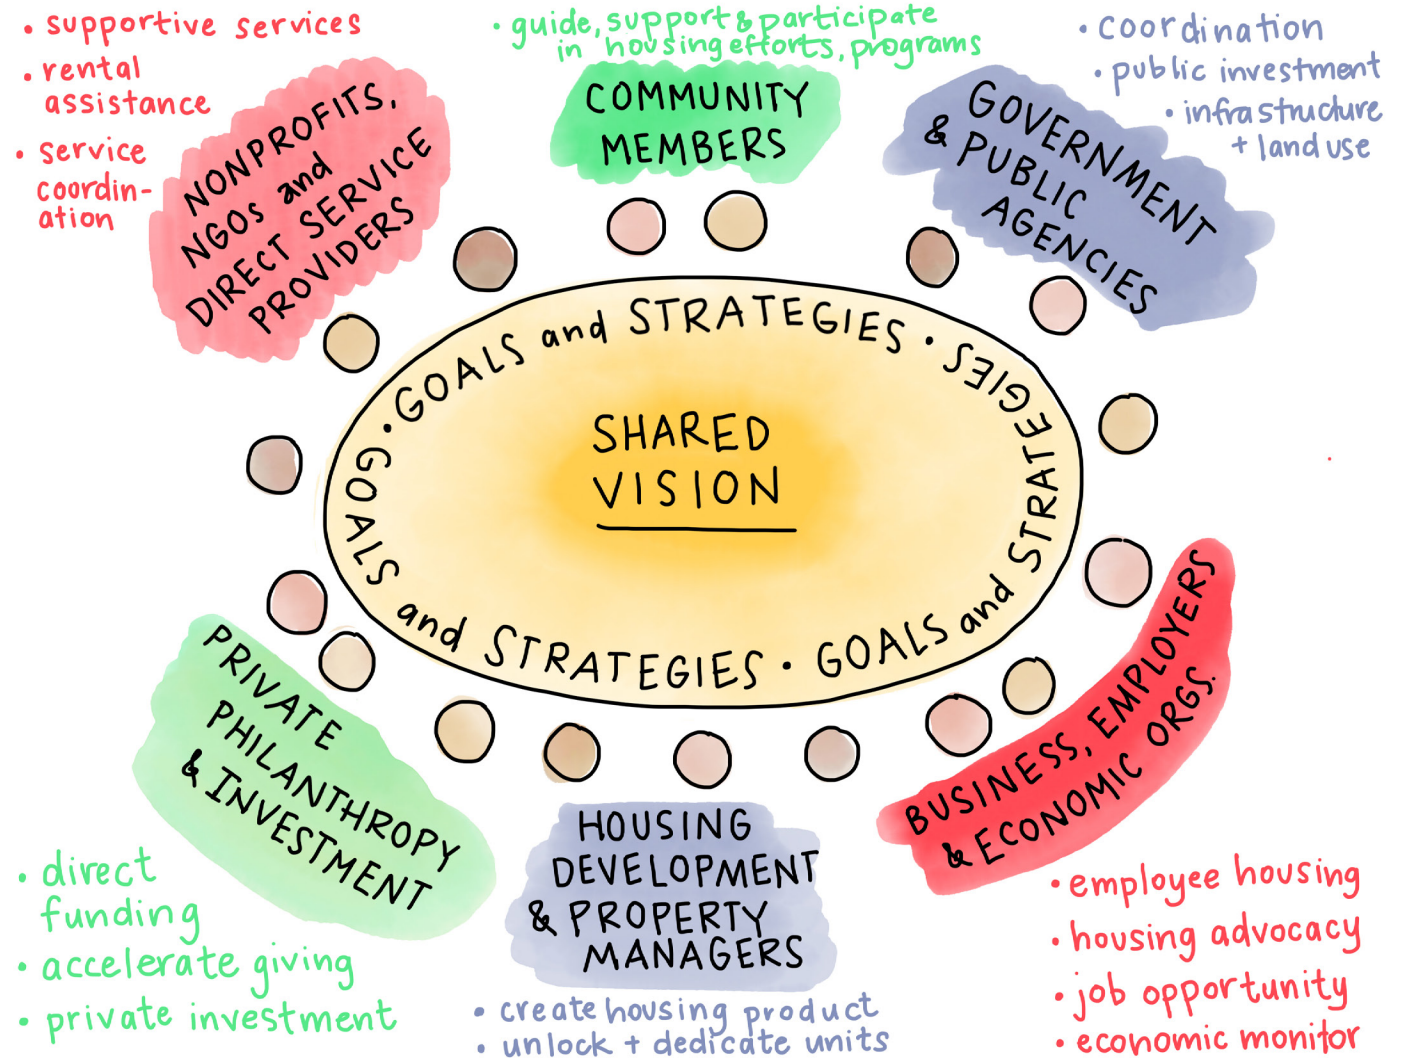 • supportive services
• rental
assistance
• service
coordin-
ation
NONPROFITS,
NGOs and
DIRECT SERVICE
PROVIDERS
• guide, support & participate
in housing efforts, programs
COMMUNITY
MEMBERS
• coordination
• public investment
• infrastructure
+ land use
GOVERNMENT
& PUBLIC
AGENCIES
• GOALS and STRATEGIES • STRATEGIES
GOALS and STRATEGIES • GOALS and
SHARED
VISION
PRIVATE
PHILANTHROPY
& INVESTMENT
• direct
funding
• accelerate giving
• private investment
HOUSING
DEVELOPMENT
& PROPERTY
MANAGERS
• create housing product
• unlock + dedicate units
BUSINESS, EMPLOYERS
& ECONOMIC ORGS.
• employee housing
• housing advocacy
• job opportunity
• economic monitor